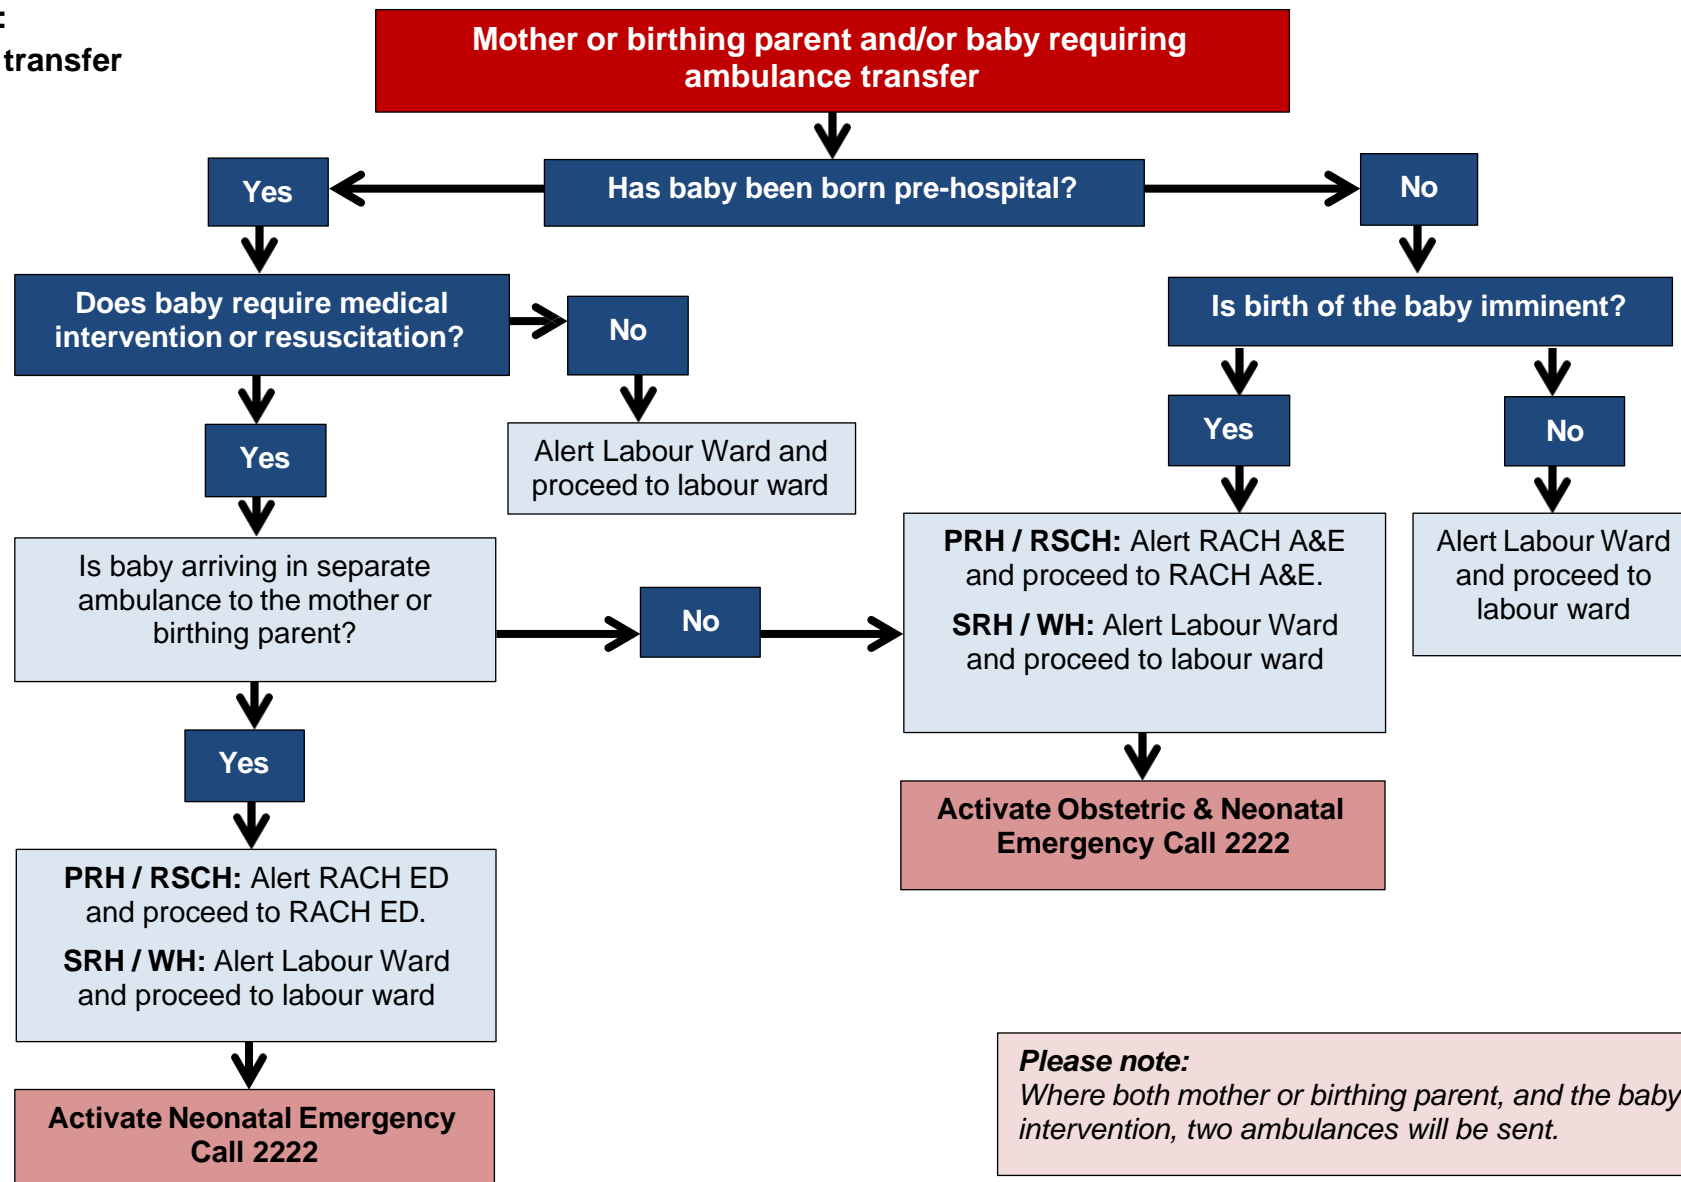 :
transfer
Mother or birthing parent and/or baby requiring
ambulance transfer
Yes
Has baby been born pre-hospital?
No
Does baby require medical
intervention or resuscitation?
No
Is birth of the baby imminent?
Yes
Alert Labour Ward and
proceed to labour ward
Yes
No
Is baby arriving in separate
ambulance to the mother or
birthing parent?
No
PRH / RSCH: Alert RACH A&E
and proceed to RACH A&E.
SRH / WH: Alert Labour Ward
and proceed to labour ward
Alert Labour Ward
and proceed to
labour ward
Yes
Activate Obstetric & Neonatal
Emergency Call 2222
PRH / RSCH: Alert RACH ED
and proceed to RACH ED.
SRH / WH: Alert Labour Ward
and proceed to labour ward
Activate Neonatal Emergency
Call 2222
Please note:
Where both mother or birthing parent, and the baby
intervention, two ambulances will be sent.